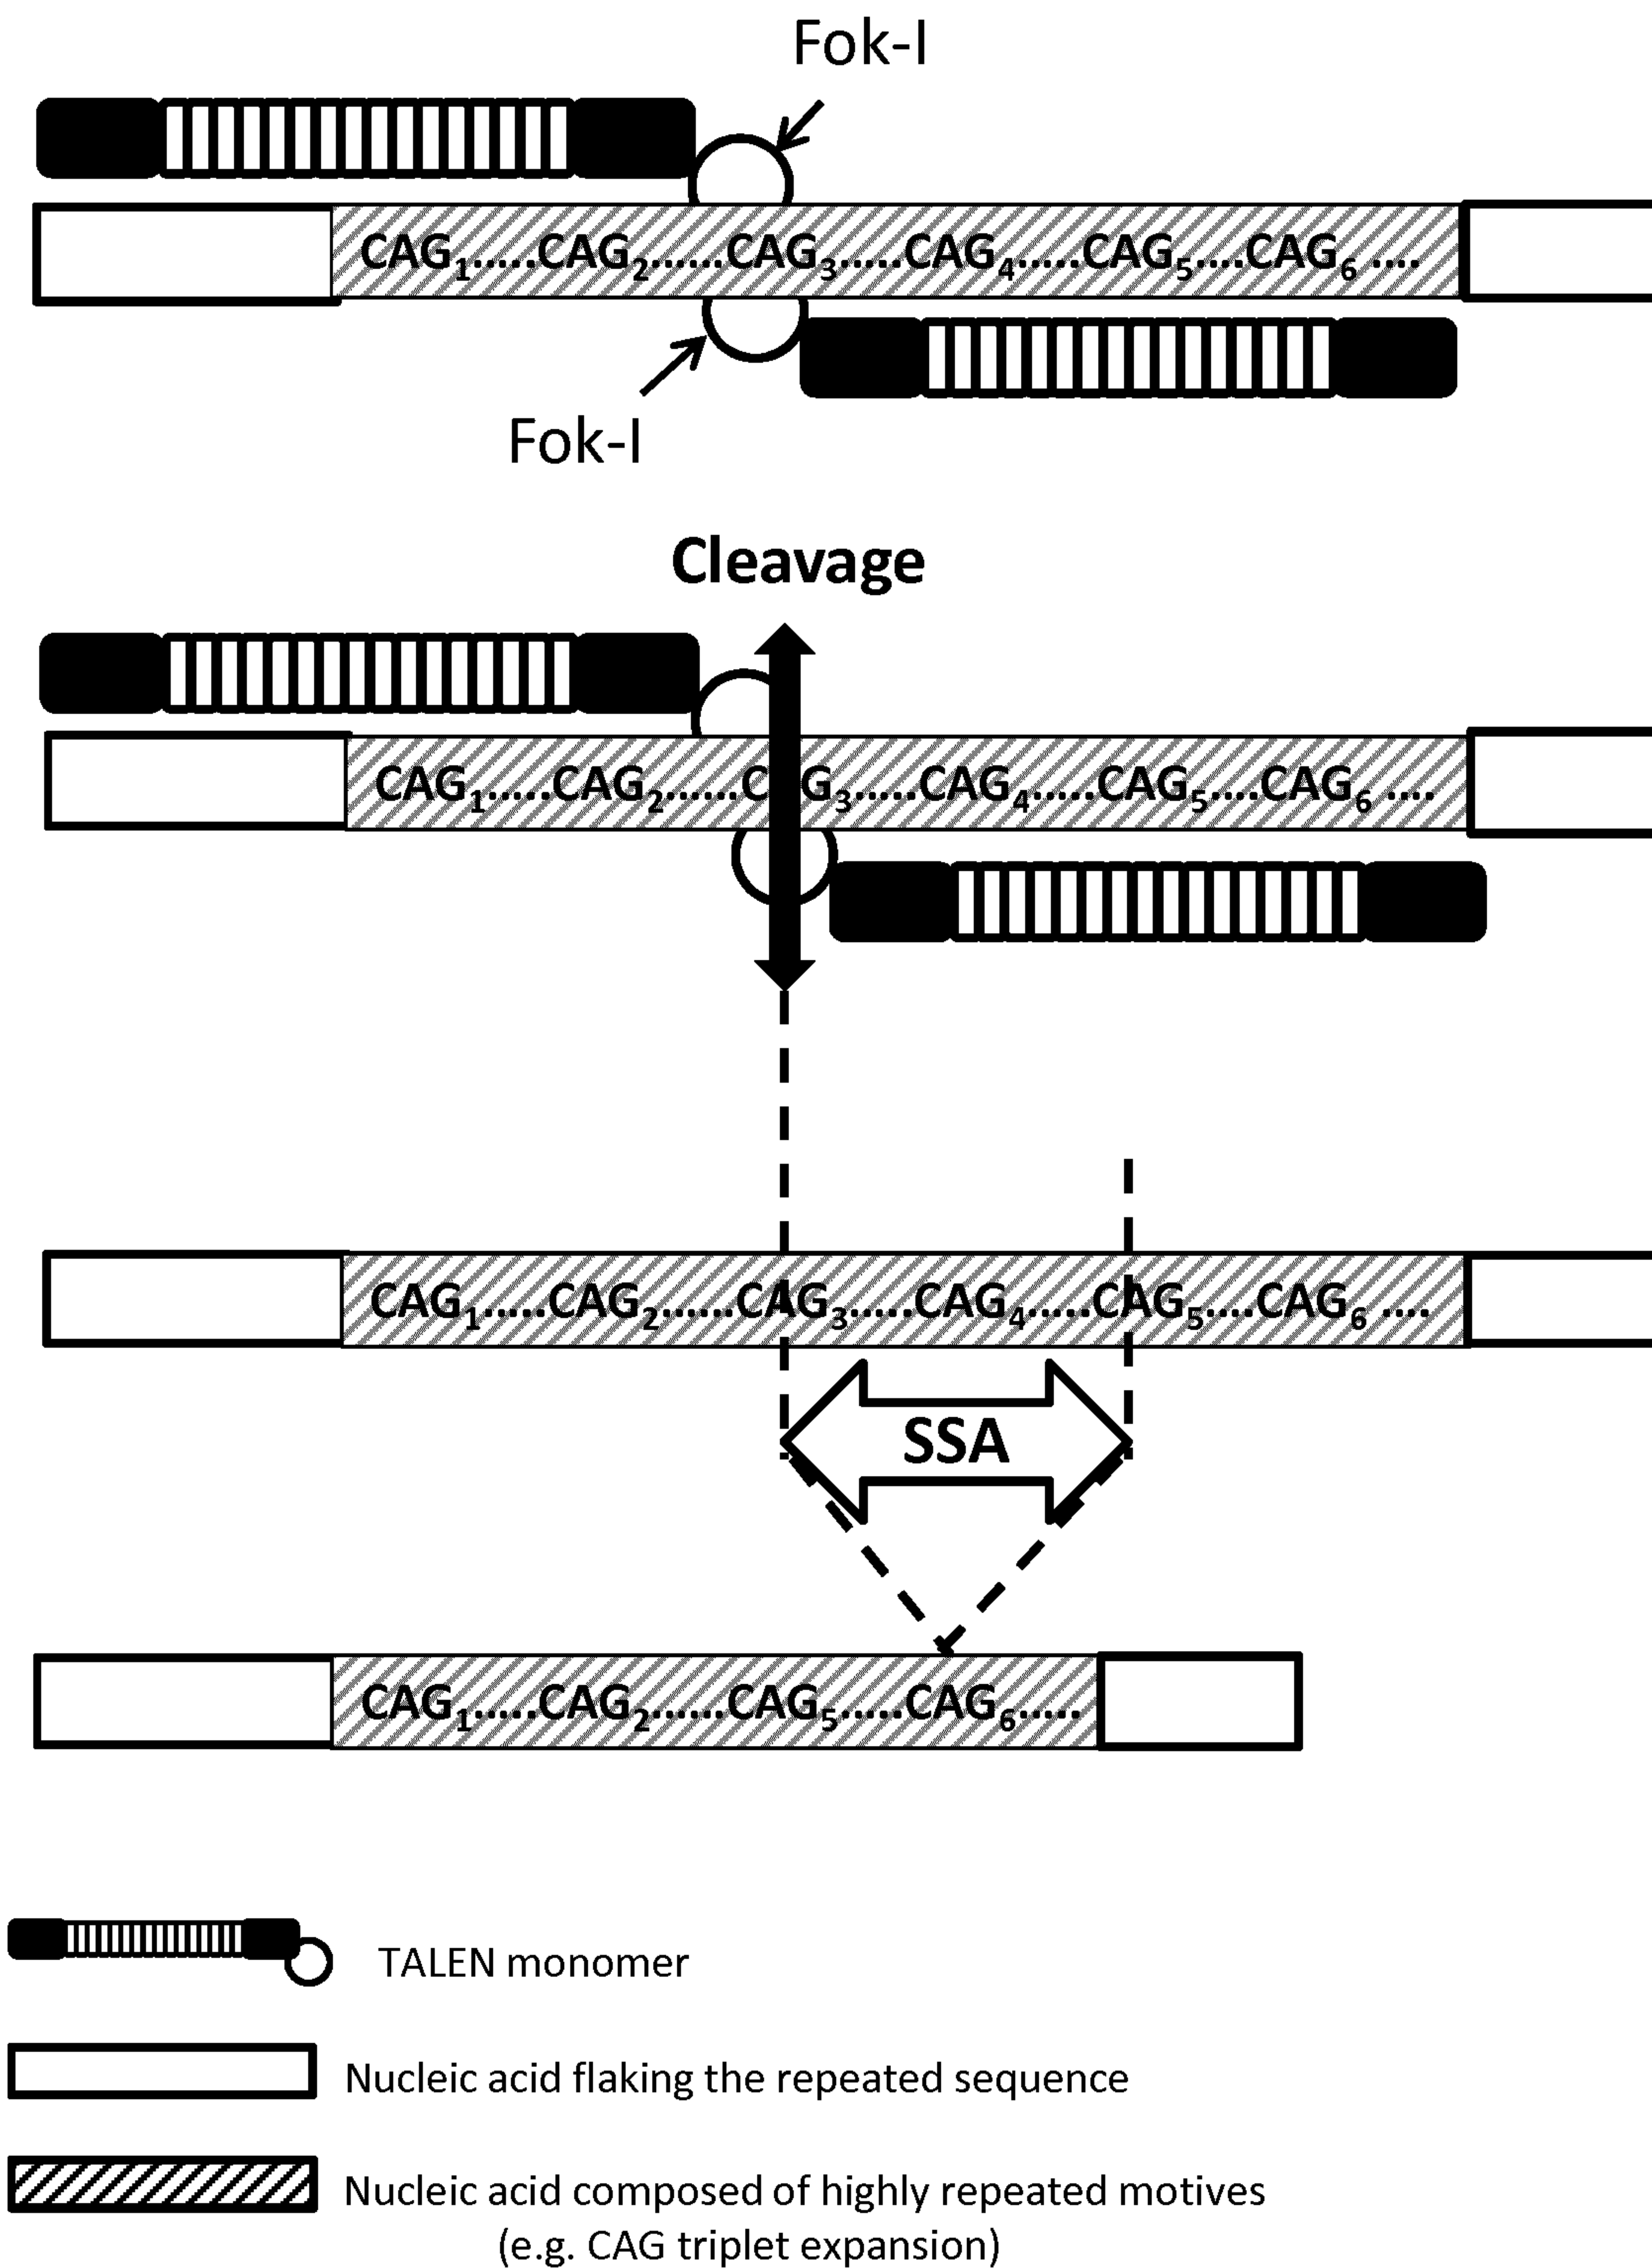 Fok-I
CAG1.....CAG2......CAG3.....CAG4.....CAG5....CAG6 ....
Fok-I
Cleavage
CAG1.....CAG2......C G3.....CAG4.....CAG5....CAG6 ....
CAG1.....CAG2......CAG3.....CAG4.....CAG5....CAG6 ....
SSA
CAG1.....CAG2......CAG5.....CAG6.....
TALEN monomer
Nucleic acid flaking the repeated sequence
Nucleic acid composed of highly repeated motives
(e.g. CAG triplet expansion)